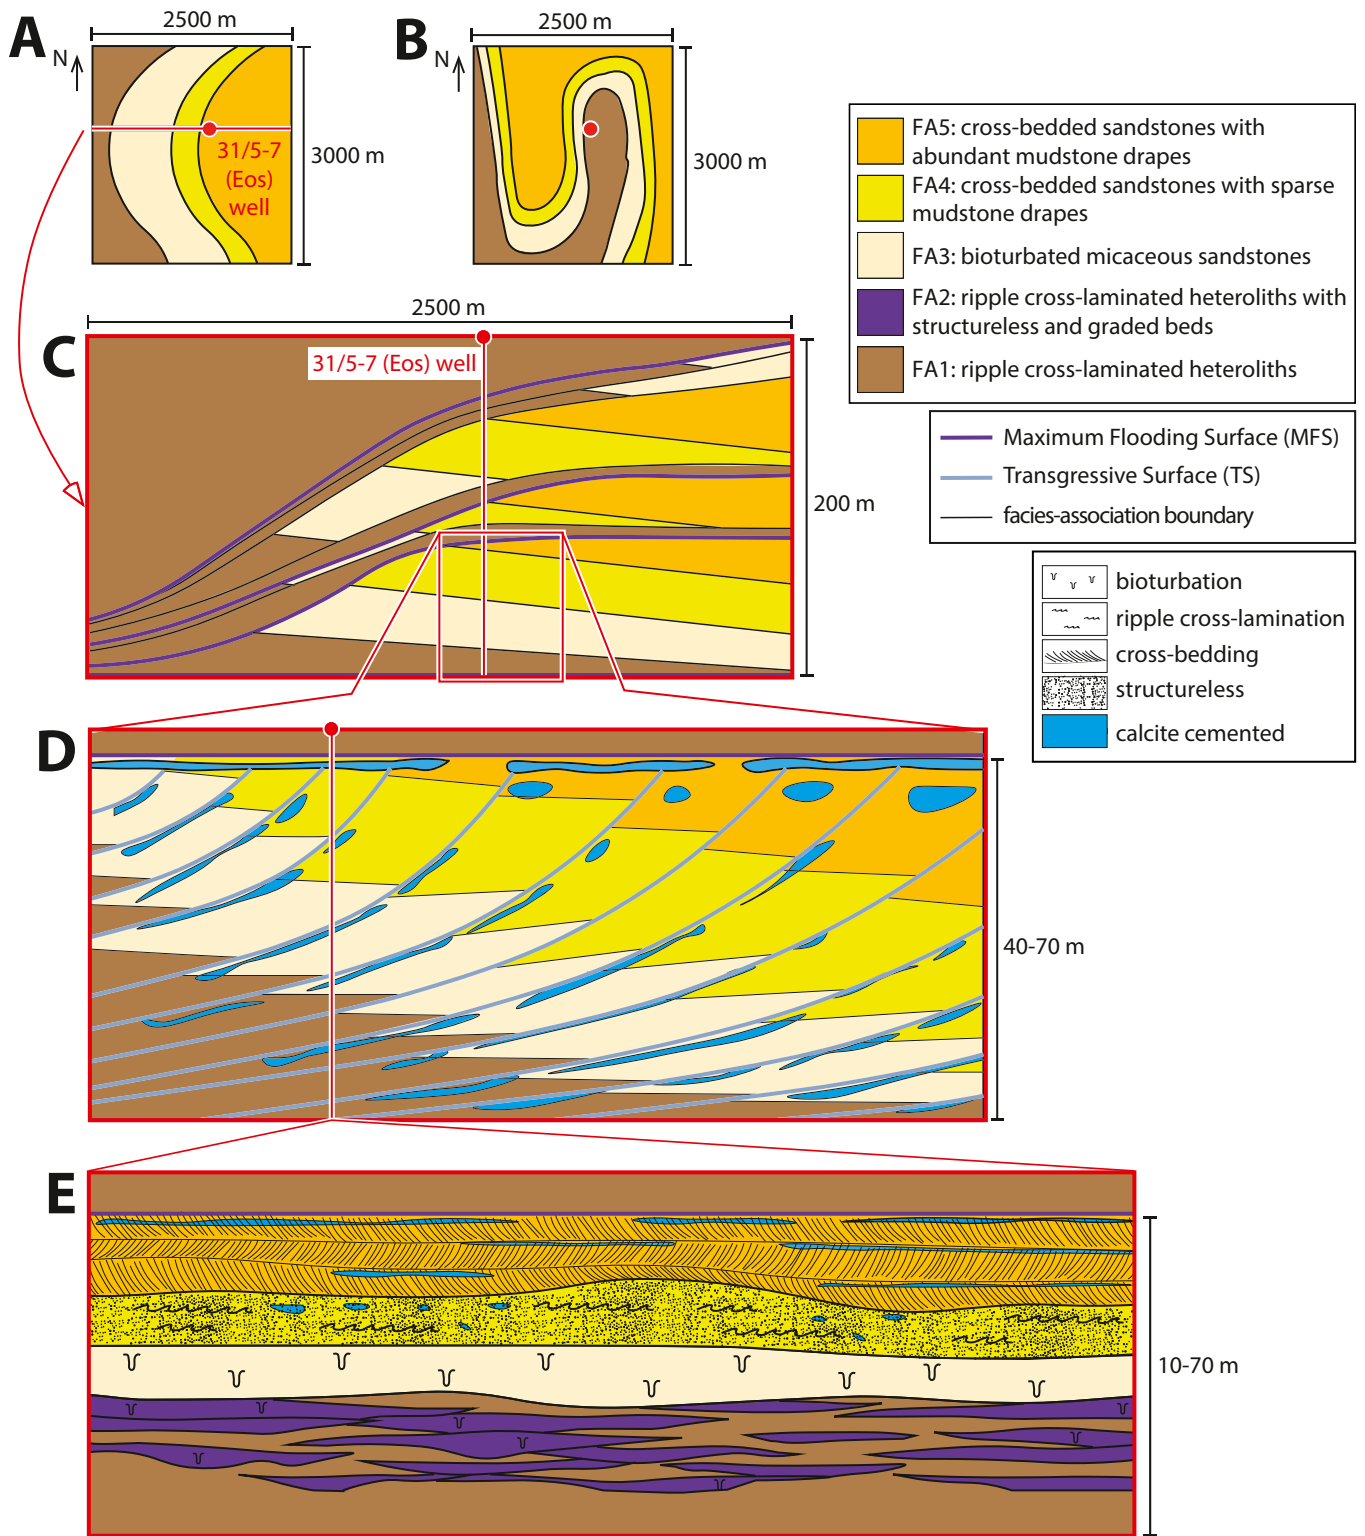 A
N
2500 m
31/5-7
(Eos)
well
3000 m
B
N
2500 m
3000 m
FA5: cross-bedded sandstones with
abundant mudstone drapes
FA4: cross-bedded sandstones with sparse
mudstone drapes
FA3: bioturbated micaceous sandstones
FA2: ripple cross-laminated heteroliths with
structureless and graded beds
FA1: ripple cross-laminated heteroliths
Maximum Flooding Surface (MFS)
Transgressive Surface (TS)
facies-association boundary
bioturbation
ripple cross-lamination
cross-bedding
structureless
calcite cemented
C
2500 m
31/5-7 (Eos) well
200 m
D
40-70 m
E
10-70 m